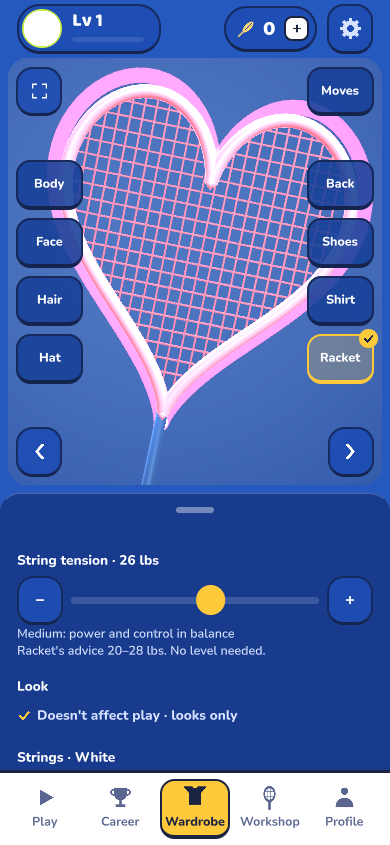 Lv 1
0
+
Moves
Body
Back
Face
Shoes
Hair
Shirt
Hat
Racket
String tension · 26 lbs
−
+
Medium: power and control in balance
Racket's advice 20–28 lbs. No level needed.
Look
Doesn't affect play · looks only
Strings · White
Play
Career
Wardrobe
Workshop
Profile